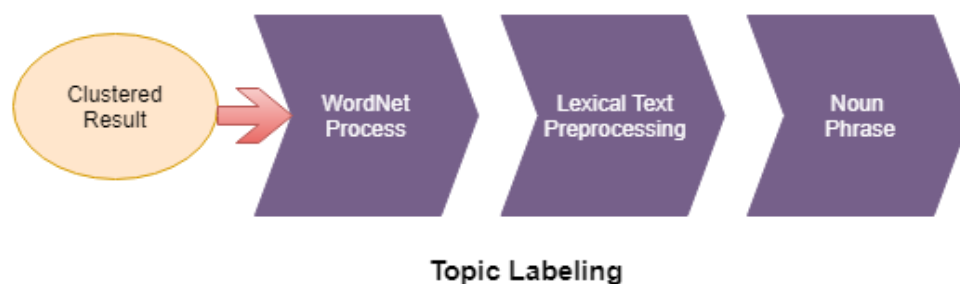 Clustered
Result
WordNet
Process
Lexical Text
Preprocessing
Noun
Phrase
Topic Labeling